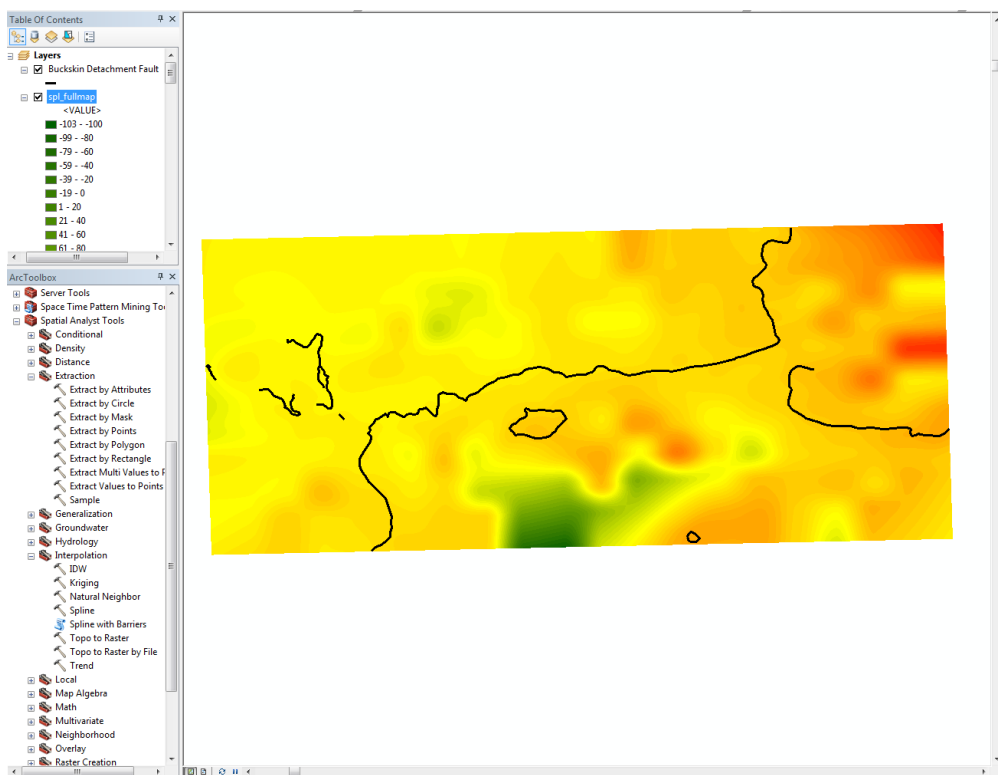 Table Of Contents
Layers
Buckskin Detachment Fault
spl_fullmap
<VALUE>
-103 - -100
-99 - -80
-79 - -60
-59 - -40
-39 - -20
-19 - 0
1 - 20
21 - 40
41 - 60
61 - 80
ArcToolbox
Server Tools
Space Time Pattern Mining Too
Spatial Analyst Tools
Conditional
Density
Distance
Extraction
Extract by Attributes
Extract by Circle
Extract by Mask
Extract by Points
Extract by Polygon
Extract by Rectangle
Extract Multi Values to P
Extract Values to Points
Sample
Generalization
Groundwater
Hydrology
Interpolation
IDW
Kriging
Natural Neighbor
Spline
Spline with Barriers
Topo to Raster
Topo to Raster by File
Trend
Local
Map Algebra
Math
Multivariate
Neighborhood
Overlay
Raster Creation